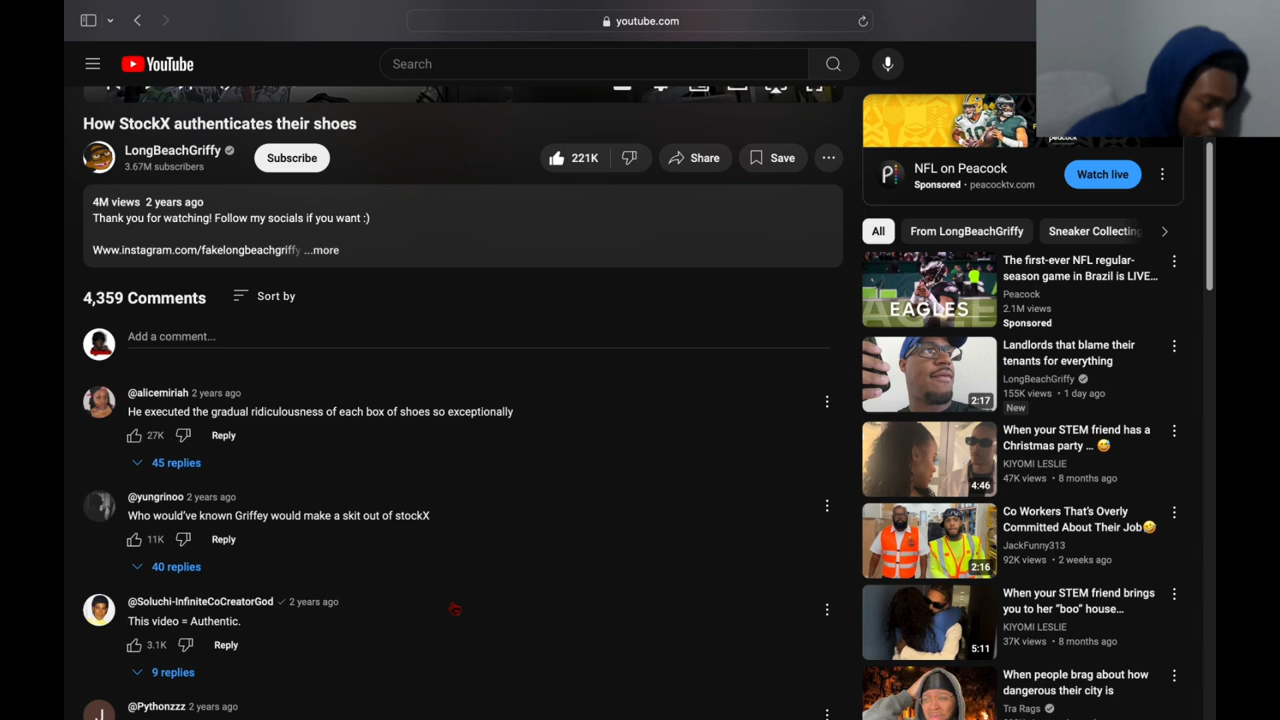 youtube.com
YouTube
Search
How StockX authenticates their shoes
LongBeachGriffy
3.67M subscribers
Subscribe
221K
Share
Save
4M views 2 years ago
Thank you for watching! Follow my socials if you want :)
Www.instagram.com/fakelongbeachgriffy ...more
4,359 Comments
Sort by
Add a comment...
@alicemiriah 2 years ago
He executed the gradual ridiculousness of each box of shoes so exceptionally
27K
Reply
45 replies
@yungrinoo 2 years ago
Who would've known Griffey would make a skit out of stockX
11K
Reply
40 replies
@Soluchi-InfiniteCoCreatorGod 2 years ago
This video = Authentic.
3.1K
Reply
9 replies
J
@Pythonzzz 2 years ago
peacock
P
NFL on Peacock
Sponsored • peacocktv.com
Watch live
All
From LongBeachGriffy
Sneaker Collecting
EAGLES
The first-ever NFL regular-
season game in Brazil is LIVE...
Peacock
2.1M views
Sponsored
2:17
Landlords that blame their
tenants for everything
LongBeachGriffy
155K views • 1 day ago
New
4:46
When your STEM friend has a
Christmas party ... 😅
KIYOMI LESLIE
47K views • 8 months ago
2:16
Co Workers That's Overly
Committed About Their Job🤣
JackFunny313
92K views • 2 weeks ago
5:11
When your STEM friend brings
you to her “boo” house...
KIYOMI LESLIE
37K views • 8 months ago
When people brag about how
dangerous their city is
Tra Rags